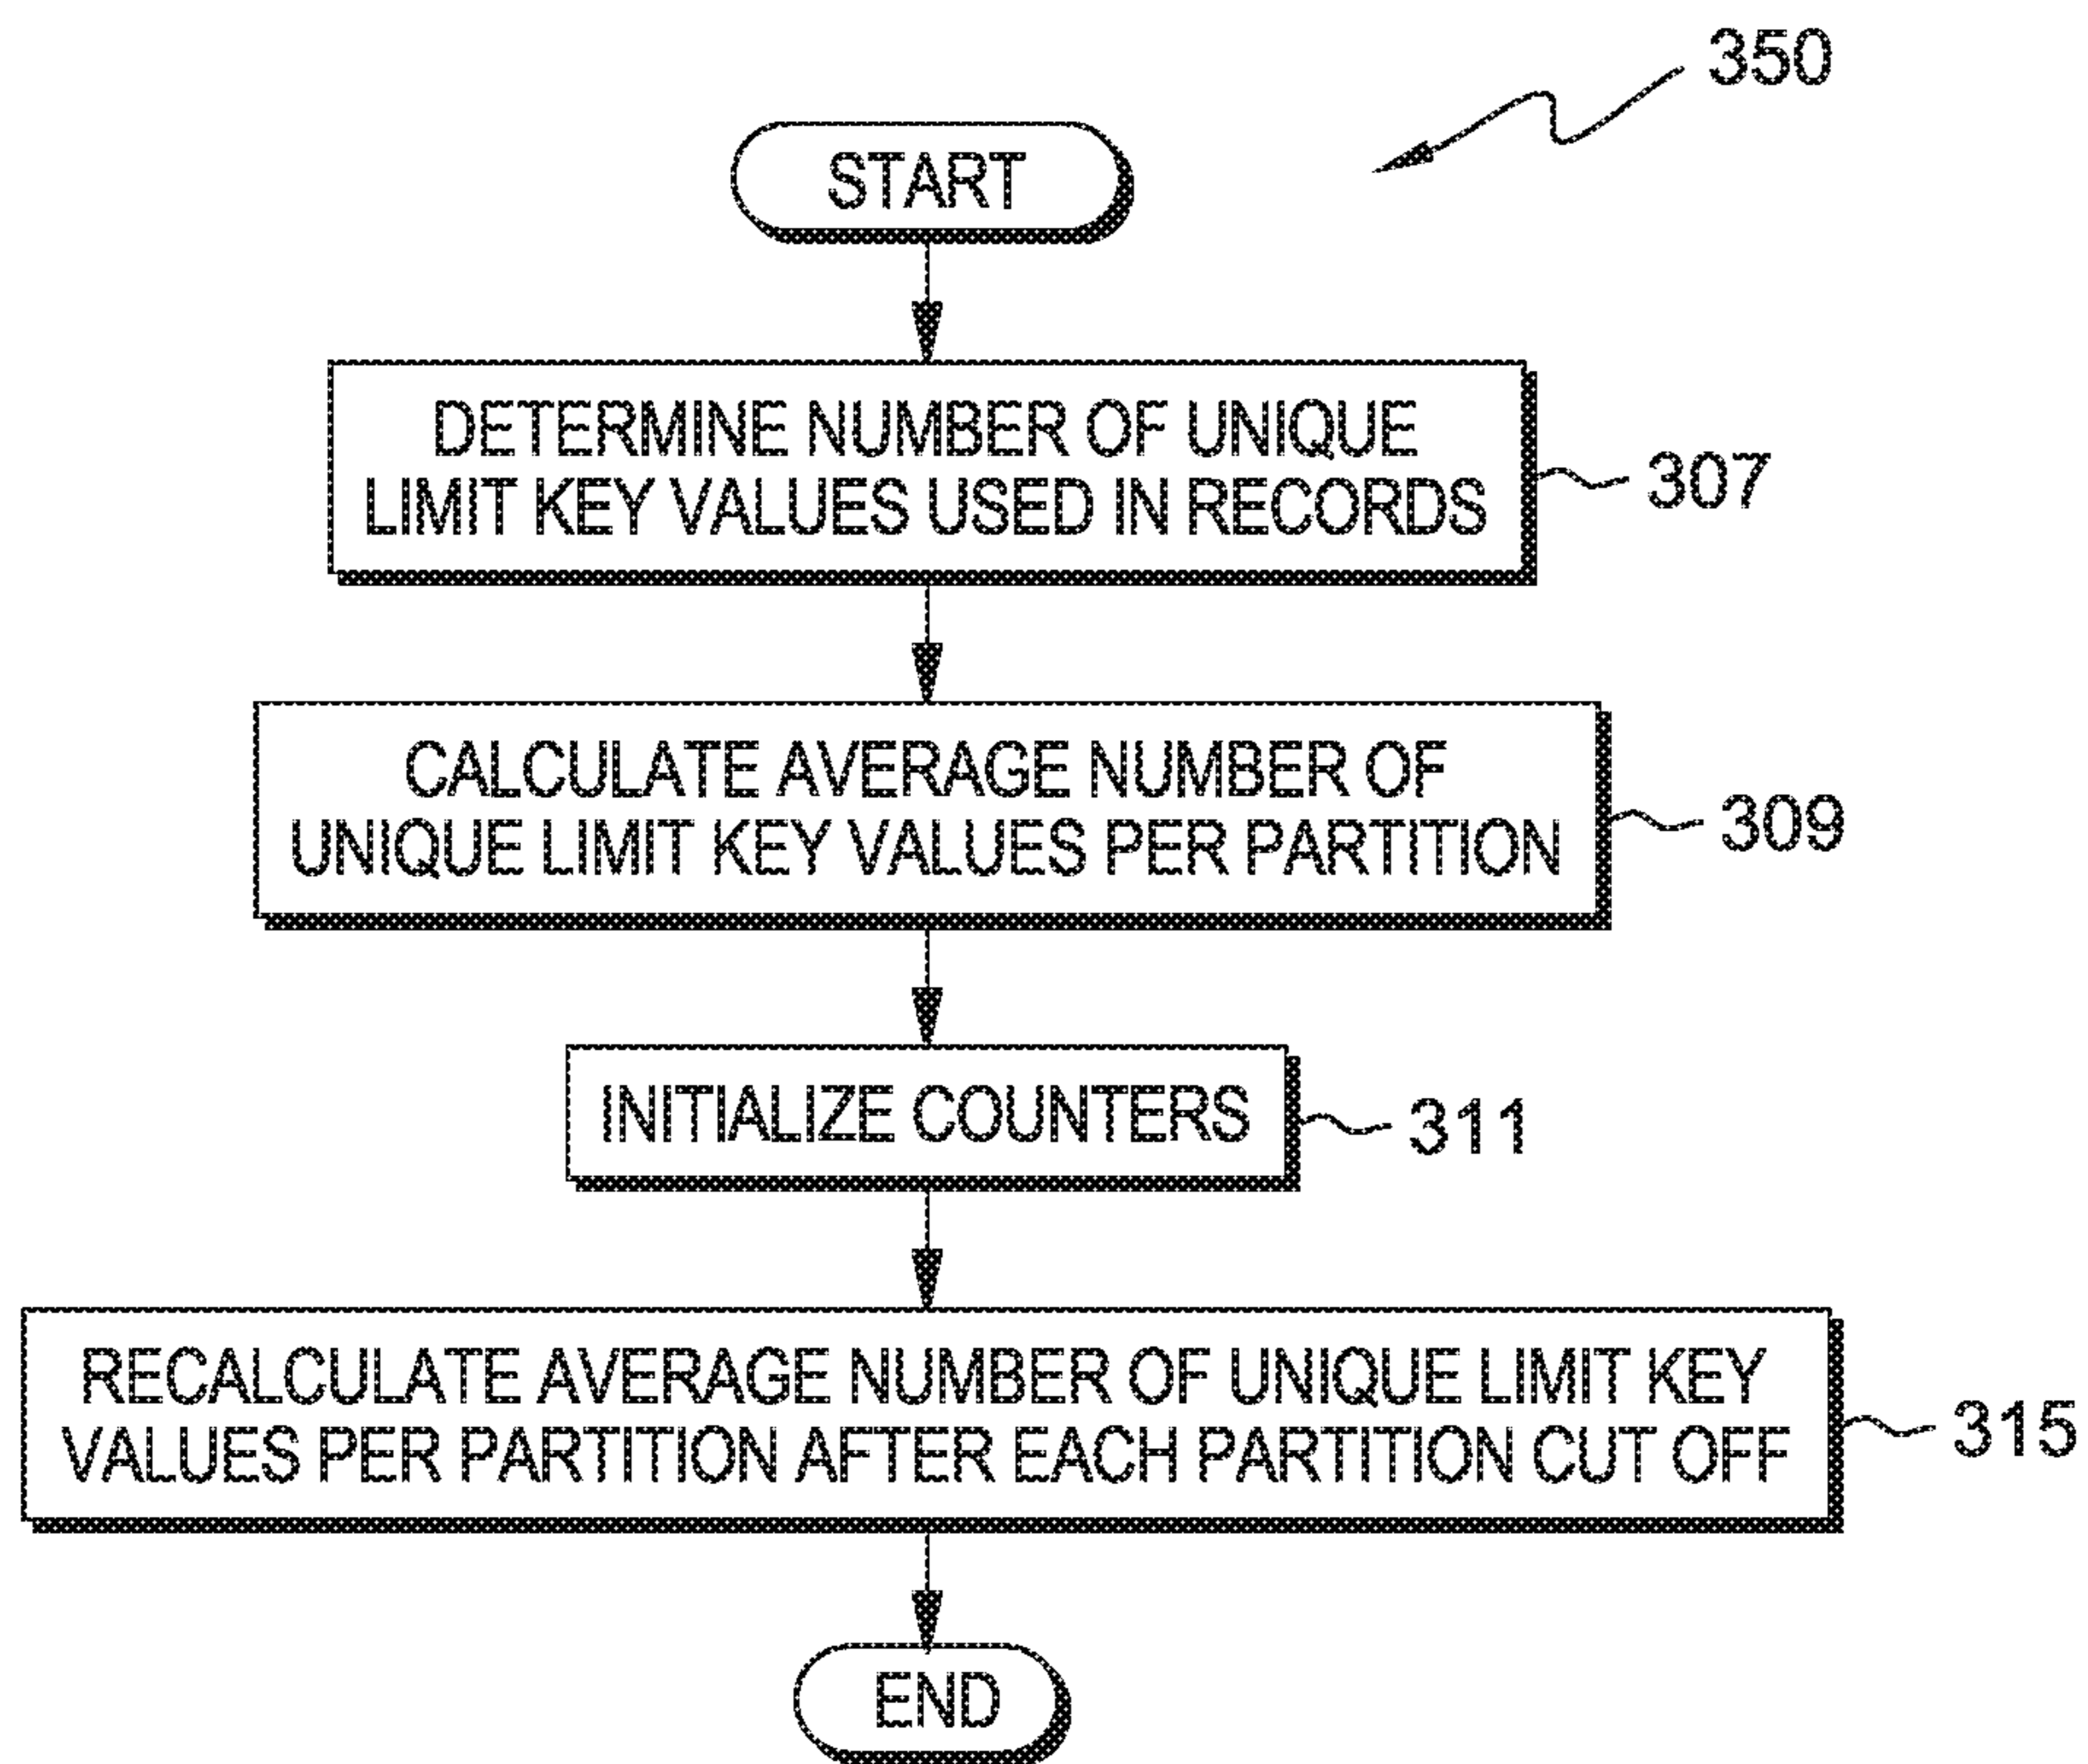 350
START
DETERMINE NUMBER OF UNIQUE
LIMIT KEY VALUES USED IN RECORDS
307
CALCULATE AVERAGE NUMBER OF
UNIQUE LIMIT KEY VALUES PER PARTITION
309
INITIALIZE COUNTERS
311
RECALCULATE AVERAGE NUMBER OF UNIQUE LIMIT KEY
VALUES PER PARTITION AFTER EACH PARTITION CUT OFF
315
END